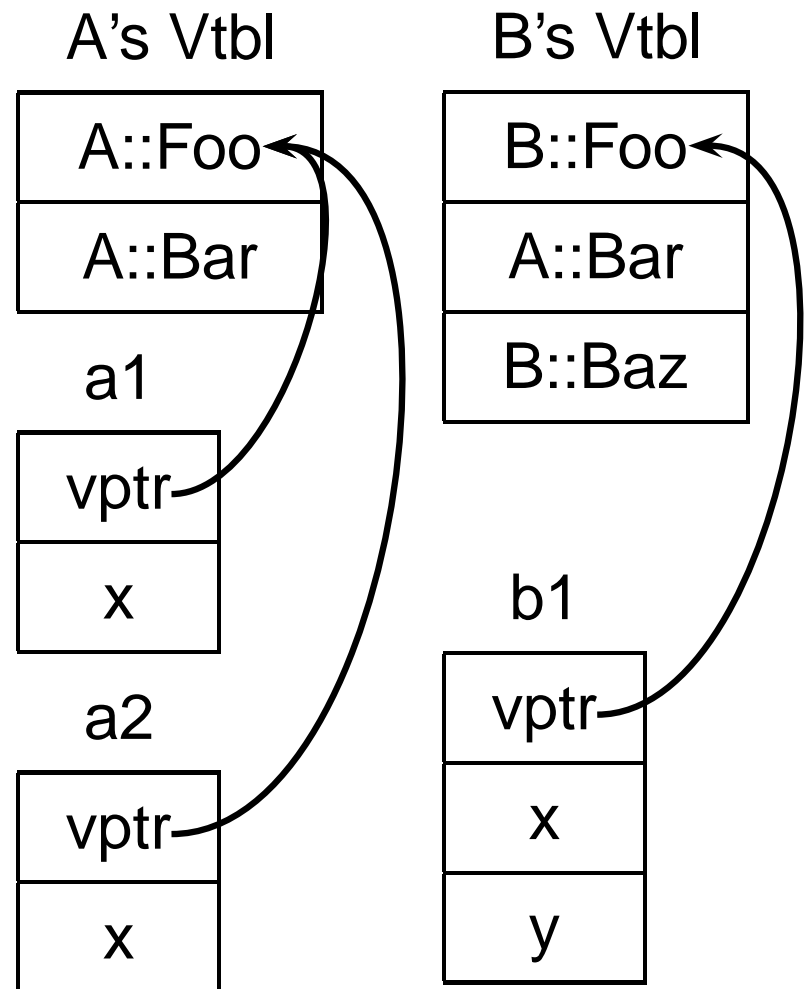 A’s Vtbl
A::Foo
A::Bar
a1
vptr
x
a2
vptr
x
B’s Vtbl
B::Foo
A::Bar
B::Baz
b1
vptr
x
y